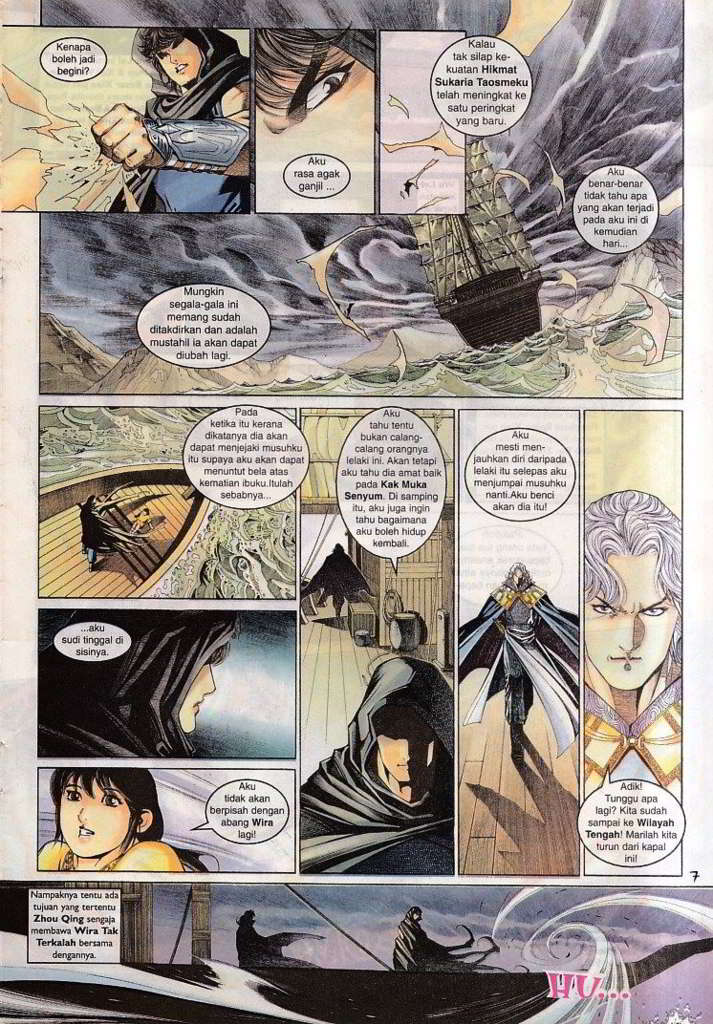 Kenapa
boleh jadi
begini?
Aku
rasa agak
ganjil ...
Kalau
tak silap ke-
kuatan Hikmat
Sukaria Taosmeku
telah meningkat ke
satu peringkat
yang baru.
Aku
benar-benar
tidak tahu apa
yang akan terjadi
pada aku ini di
kemudian
hari...
Mungkin
segala-gala ini
memang sudah
ditakdirkan dan adalah
mustahil ia akan dapat
diubah lagi.
Pada
ketika itu kerana
dikatanya dia akan
dapat menjejaki musuhku
itu supaya aku akan dapat
menuntut bela atas
kematian ibuku.Itulah
sebabnya...
...aku
sudi tinggal di
sisinya.
Aku
tidak akan
berpisah dengan
abang Wira
lagi!
Aku
tahu tentu
bukan calang-
calang orangnya
lelaki ini. Akan tetapi
aku tahu dia amat baik
pada Kak Muka
Senyum. Di samping
itu, aku juga ingin
tahu bagaimana
aku boleh hidup
kembali.
Aku
mesti men-
jauhkan diri daripada
lelaki itu selepas aku
menjumpai musuhku
nanti.Aku benci
akan dia itu!
Adik!
Tunggu apa
lagi? Kita sudah
sampai ke Wilayah
Tengah! Marilah kita
turun dari kapal
ini!
7
Nampaknya tentu ada
tujuan yang tertentu
Zhou Qing sengaja
membawa Wira Tak
Terkalah bersama
dengannya.
HU...